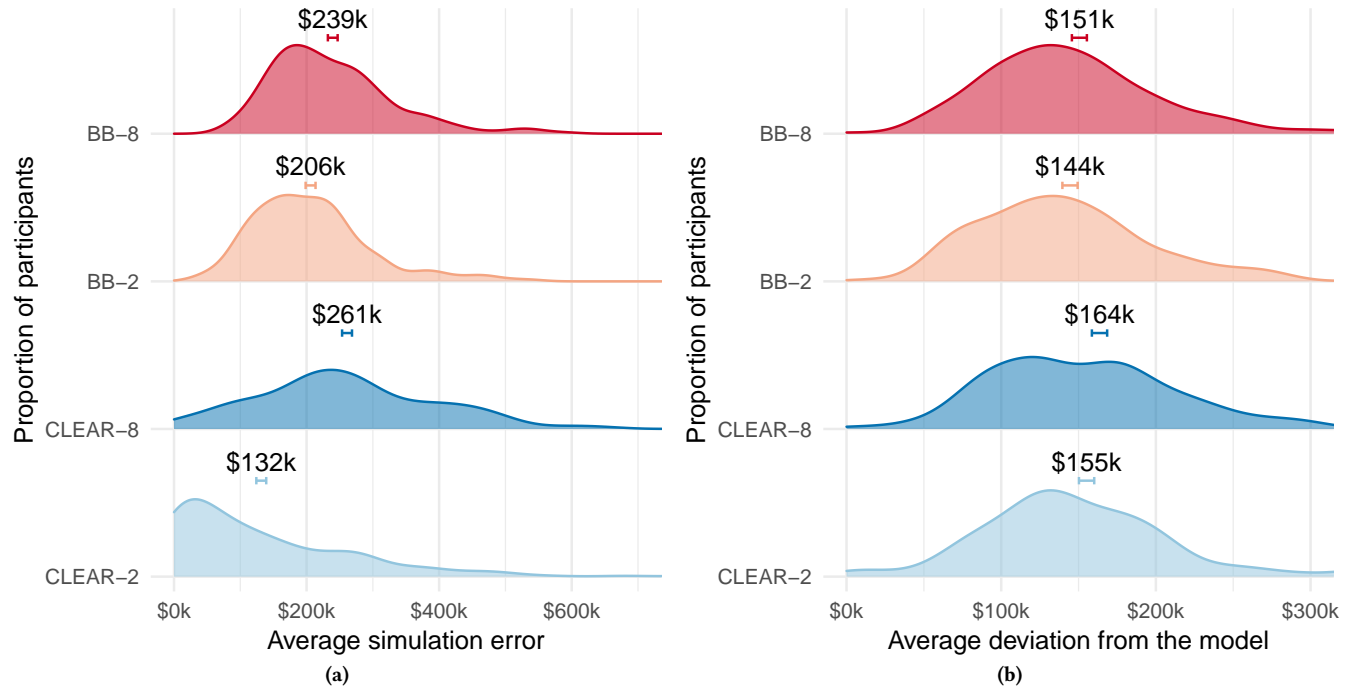 Proportion of participants
$239k
BB−8
$206k
BB−2
$261k
CLEAR−8
$132k
CLEAR−2
$0k $200k $400k $600k
Average simulation error
(a)
Proportion of participants
$151k
BB−8
$144k
BB−2
$164k
CLEAR−8
$155k
CLEAR−2
$0k $100k $200k $300k
Average deviation from the model
(b)